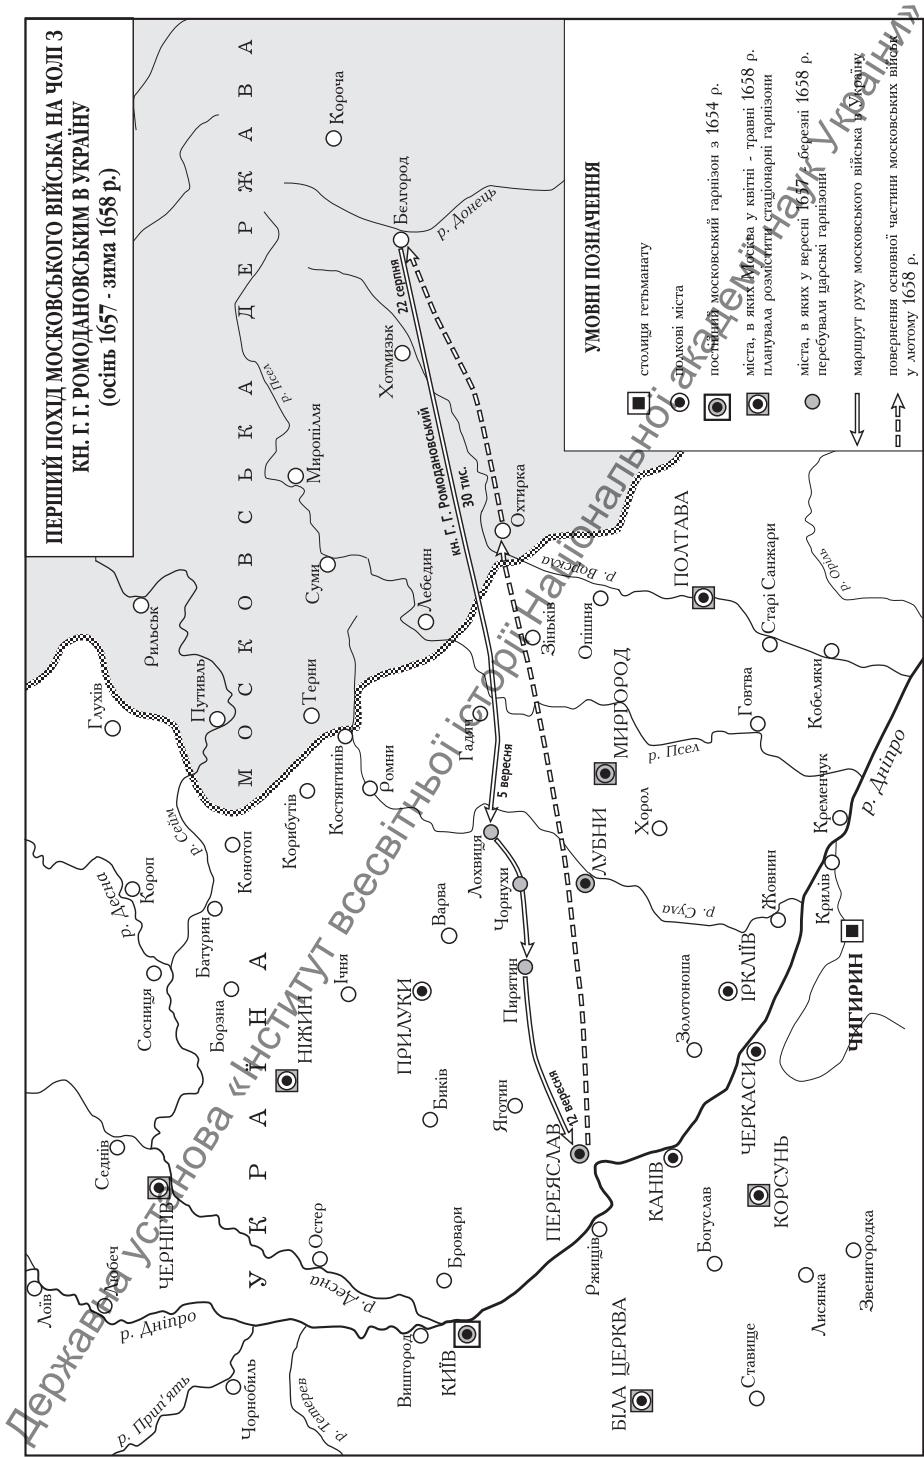 ПЕРШИЙ ПОХІД МОСКОВСЬКОГО ВІЙСЬКА НА ЧОЛІ З
КН. Г. Г. РОМОДАНОВСЬКИМ В УКРАЇНУ
(осінь 1657 - зима 1658 р.)
УМОВНІ ПОЗНАЧЕННЯ
столиця гетьманату
полкові міста
постійний московський гарнізон з 1654 р.
міста, в яких Москва у квітні - травні 1658 р.
планувала розмістити стаціонарні гарнізони
міста, в яких у вересні 1657 - березні 1658 р.
перебували царські гарнізони
маршрут руху московського війська в Україну
повернення основної частини московських військ
у лютому 1658 р.
МОСКОВСЬКА ДЕРЖАВА
УКРАЇНА
Лоїв
Любеч
р. Дніпро
р. Прип'ять
Чорнобиль
р. Тетерев
Седнів
ЧЕРНІГІВ
Остер
р. Десна
Вишгород
КИЇВ
Бровари
Сосниця
р. Десна
Короп
Батурин
Борзна
НІЖИН
Ічня
ПРИЛУКИ
Варва
Биків
Яготин
ПЕРЕЯСЛАВ
12 вересня
Пирятин
Чорнухи
Лохвиця
5 вересня
Глухів
р. Сейм
Конотоп
Корибутів
Костянтинів
Ромни
Путивль
Терни
Рильськ
Суми
Лебедин
Миропілля
р. Псел
Короча
Бєлгород
р. Донець
22 серпня
Хотмизьк
кн. Г. Г. Ромодановський
30 тис.
Охтирка
р. Ворскла
Зіньків
Опішня
Гадяч
ПОЛТАВА
МИРГОРОД
р. Псел
Говтва
Старі Санжари
Кобеляки
р. Оріль
ЛУБНИ
Хорол
Кременчук
р. Дніпро
р. Сула
Жовнин
Крилів
ЧИГИРИН
ІРКЛІЇВ
Золотоноша
ЧЕРКАСИ
КАНІВ
КОРСУНЬ
Ржищів
Богуслав
БІЛА ЦЕРКВА
Ставище
Лисянка
Звенигородка
Державна установа «Інститут всесвітньої історії Національної академії наук України»